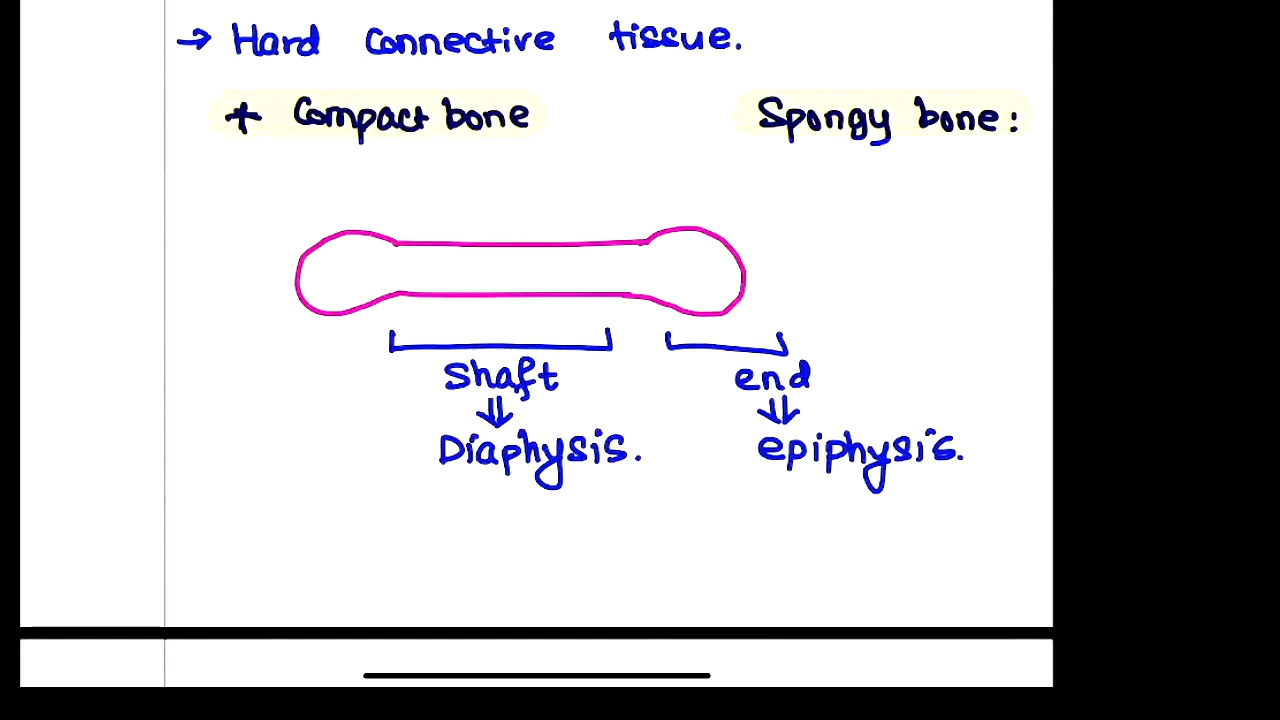 → Hard connective tissue.
+ Compact bone Spongy bone:
Shaft end
⇓ ⇓
Diaphysis. epiphysis.